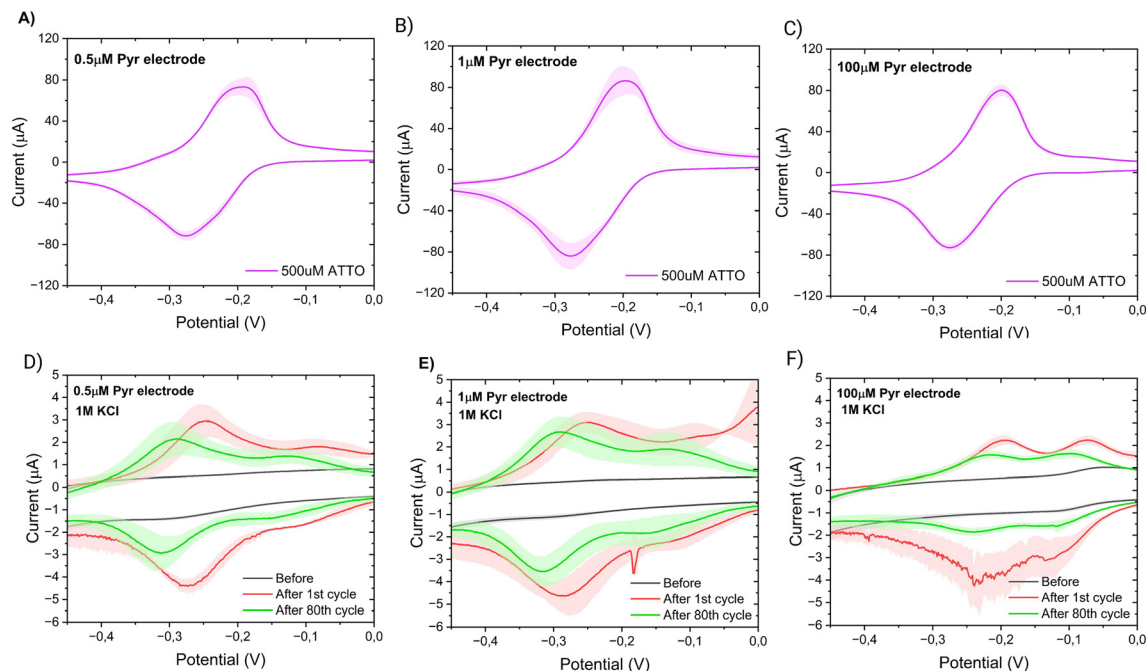 A)
0.5μM Pyr electrode
120
80
40
0
−40
−80
−120
Current (μA)
−0,4
−0,3
−0,2
−0,1
0,0
Potential (V)
500uM ATTO
B)
1μM Pyr electrode
120
80
40
0
−40
−80
−120
Current (μA)
−0,4
−0,3
−0,2
−0,1
0,0
Potential (V)
500uM ATTO
C)
100μM Pyr electrode
120
80
40
0
−40
−80
−120
Current (μA)
−0,4
−0,3
−0,2
−0,1
0,0
Potential (V)
500uM ATTO
D)
0.5μM Pyr electrode
1M KCl
5
4
3
2
1
0
−1
−2
−3
−4
−5
−6
Current (μA)
Before
After 1st cycle
After 80th cycle
−0,4
−0,3
−0,2
−0,1
0,0
Potential (V)
E)
1μM Pyr electrode
1M KCl
5
4
3
2
1
0
−1
−2
−3
−4
−5
−6
Current (μA)
Before
After 1st cycle
After 80th cycle
−0,4
−0,3
−0,2
−0,1
0,0
Potential (V)
F)
100μM Pyr electrode
1M KCl
5
4
3
2
1
0
−1
−2
−3
−4
−5
−6
Current (μA)
Before
After 1st cycle
After 80th cycle
−0,4
−0,3
−0,2
−0,1
0,0
Potential (V)